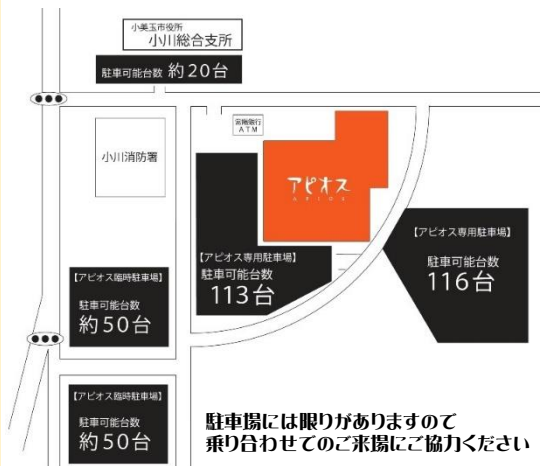 小美玉市役所
小川総合支所
駐車可能台数 約20台
常陽銀行
ATM
小川消防署
アピオス
APIOS
【アピオス専用駐車場】
駐車可能台数
113台
【アピオス専用駐車場】
駐車可能台数
116台
【アピオス臨時駐車場】
駐車可能台数
約50台
【アピオス臨時駐車場】
駐車可能台数
約50台
駐車場には限りがありますので
乗り合わせてのご来場にご協力ください